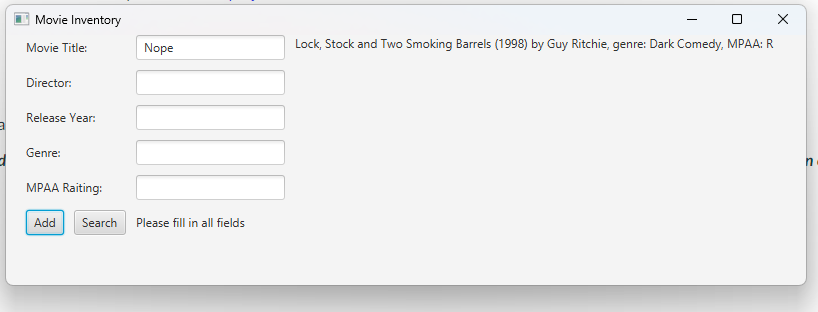 Movie Inventory
Movie Title: Nope Lock, Stock and Two Smoking Barrels (1998) by Guy Ritchie, genre: Dark Comedy, MPAA: R
Director:
Release Year:
Genre:
MPAA Raiting:
Add Search Please fill in all fields